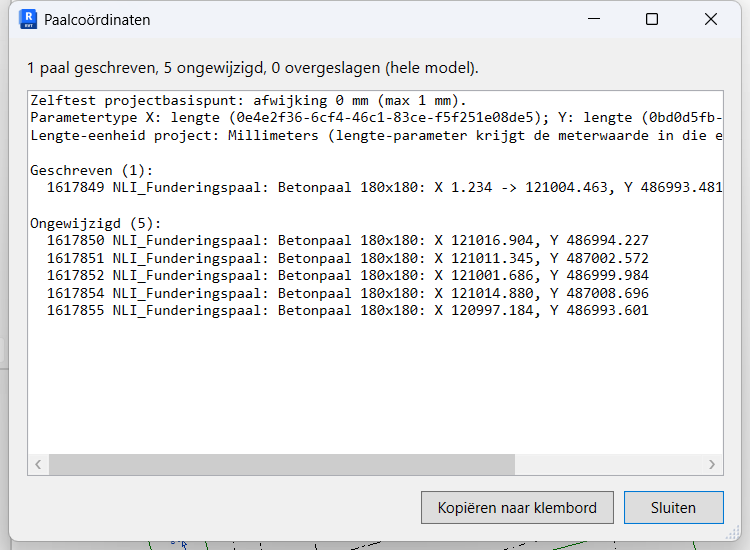 Paalcoördinaten
1 paal geschreven, 5 ongewijzigd, 0 overgeslagen (hele model).
Zelftest projectbasispunt: afwijking 0 mm (max 1 mm).
Parametertype X: lengte (0e4e2f36-6cf4-46c1-83ce-f5f251e08de5); Y: lengte (0bd0d5fb-
Lengte-eenheid project: Millimeters (lengte-parameter krijgt de meterwaarde in die e
Geschreven (1):
1617849 NLI_Funderingspaal: Betonpaal 180x180: X 1.234 -> 121004.463, Y 486993.481
Ongewijzigd (5):
1617850 NLI_Funderingspaal: Betonpaal 180x180: X 121016.904, Y 486994.227
1617851 NLI_Funderingspaal: Betonpaal 180x180: X 121011.345, Y 487002.572
1617852 NLI_Funderingspaal: Betonpaal 180x180: X 121001.686, Y 486999.984
1617854 NLI_Funderingspaal: Betonpaal 180x180: X 121014.880, Y 487008.696
1617855 NLI_Funderingspaal: Betonpaal 180x180: X 120997.184, Y 486993.601
Kopiëren naar klembord
Sluiten